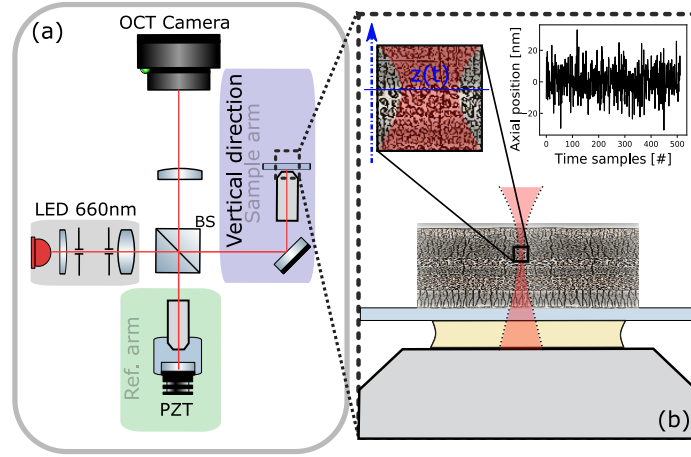 (a)
OCT Camera
Vertical direction
Sample arm
LED 660nm
BS
Ref. arm
PZT
(b)
z(t)
Axial position [nm]
20
0
-20
0
100
200
300
400
500
Time samples [#]